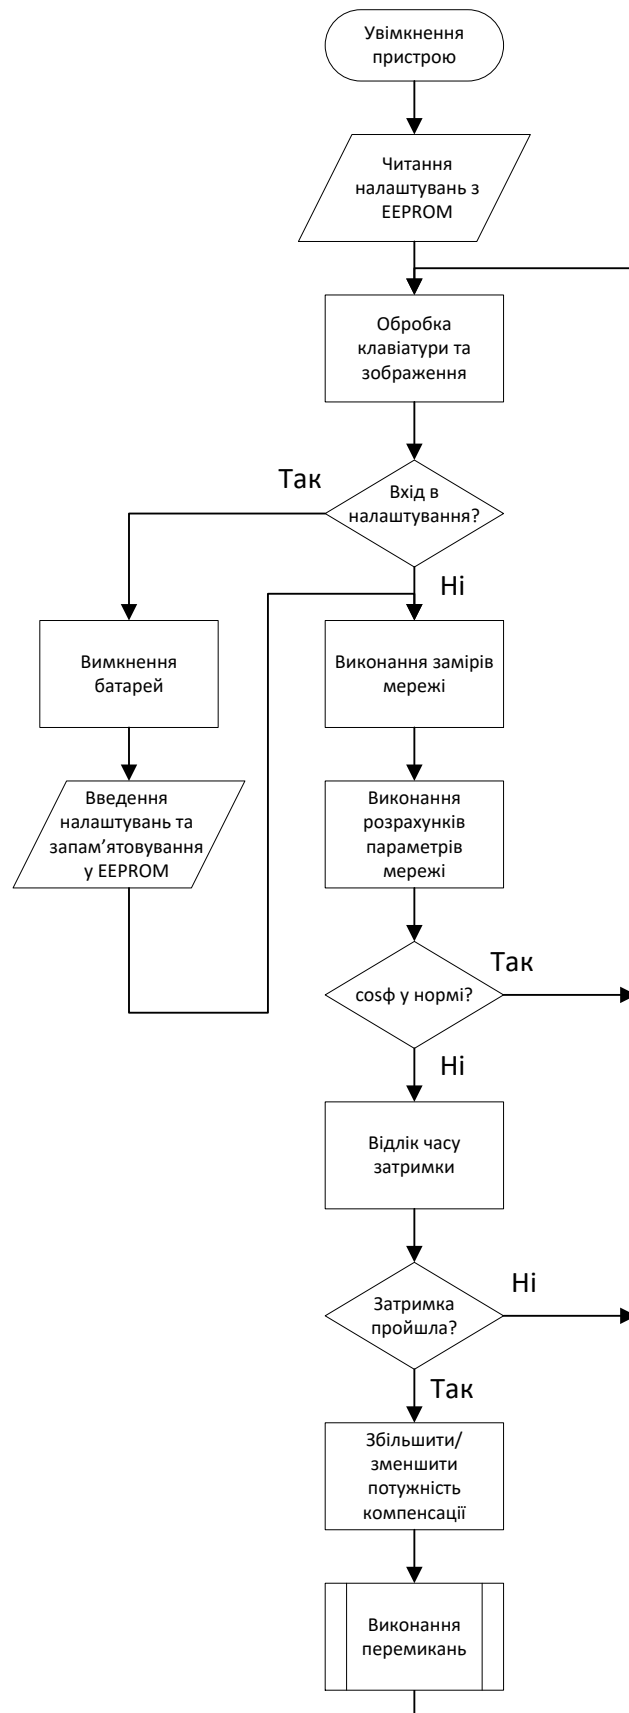 Увімкнення
пристрою
Читання
налаштувань з
EEPROM
Обробка
клавіатури та
зображення
Так
Вхід в
налаштування?
Ні
Вимкнення
батарей
Виконання замірів
мережі
Введення
налаштувань та
запам’ятовування
у EEPROM
Виконання
розрахунків
параметрів
мережі
Так
cosф у нормі?
Ні
Відлік часу
затримки
Ні
Затримка
пройшла?
Так
Збільшити/
зменшити
потужність
компенсації
Виконання
перемикань